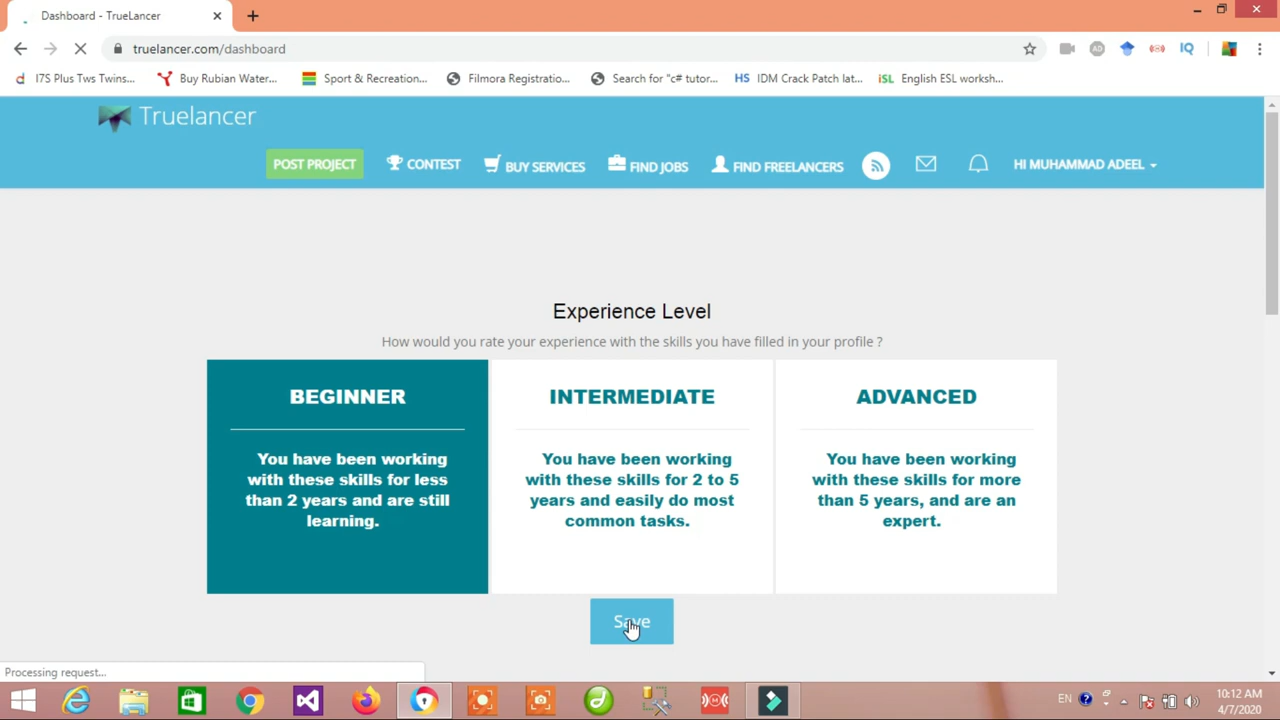 Dashboard - TrueLancer
truelancer.com/dashboard
AD
IQ
d I7S Plus Tws Twins...
Buy Rubian Water...
Sport & Recreation...
Filmora Registratio...
Search for "c# tutor...
HS IDM Crack Patch lat...
iSL English ESL worksh...
Truelancer
POST PROJECT
CONTEST
BUY SERVICES
FIND JOBS
FIND FREELANCERS
HI MUHAMMAD ADEEL
Experience Level
How would you rate your experience with the skills you have filled in your profile ?
BEGINNER
You have been working
with these skills for less
than 2 years and are still
learning.
INTERMEDIATE
You have been working
with these skills for 2 to 5
years and easily do most
common tasks.
ADVANCED
You have been working
with these skills for more
than 5 years, and are an
expert.
Save
Processing request...
EN
10:12 AM
4/7/2020